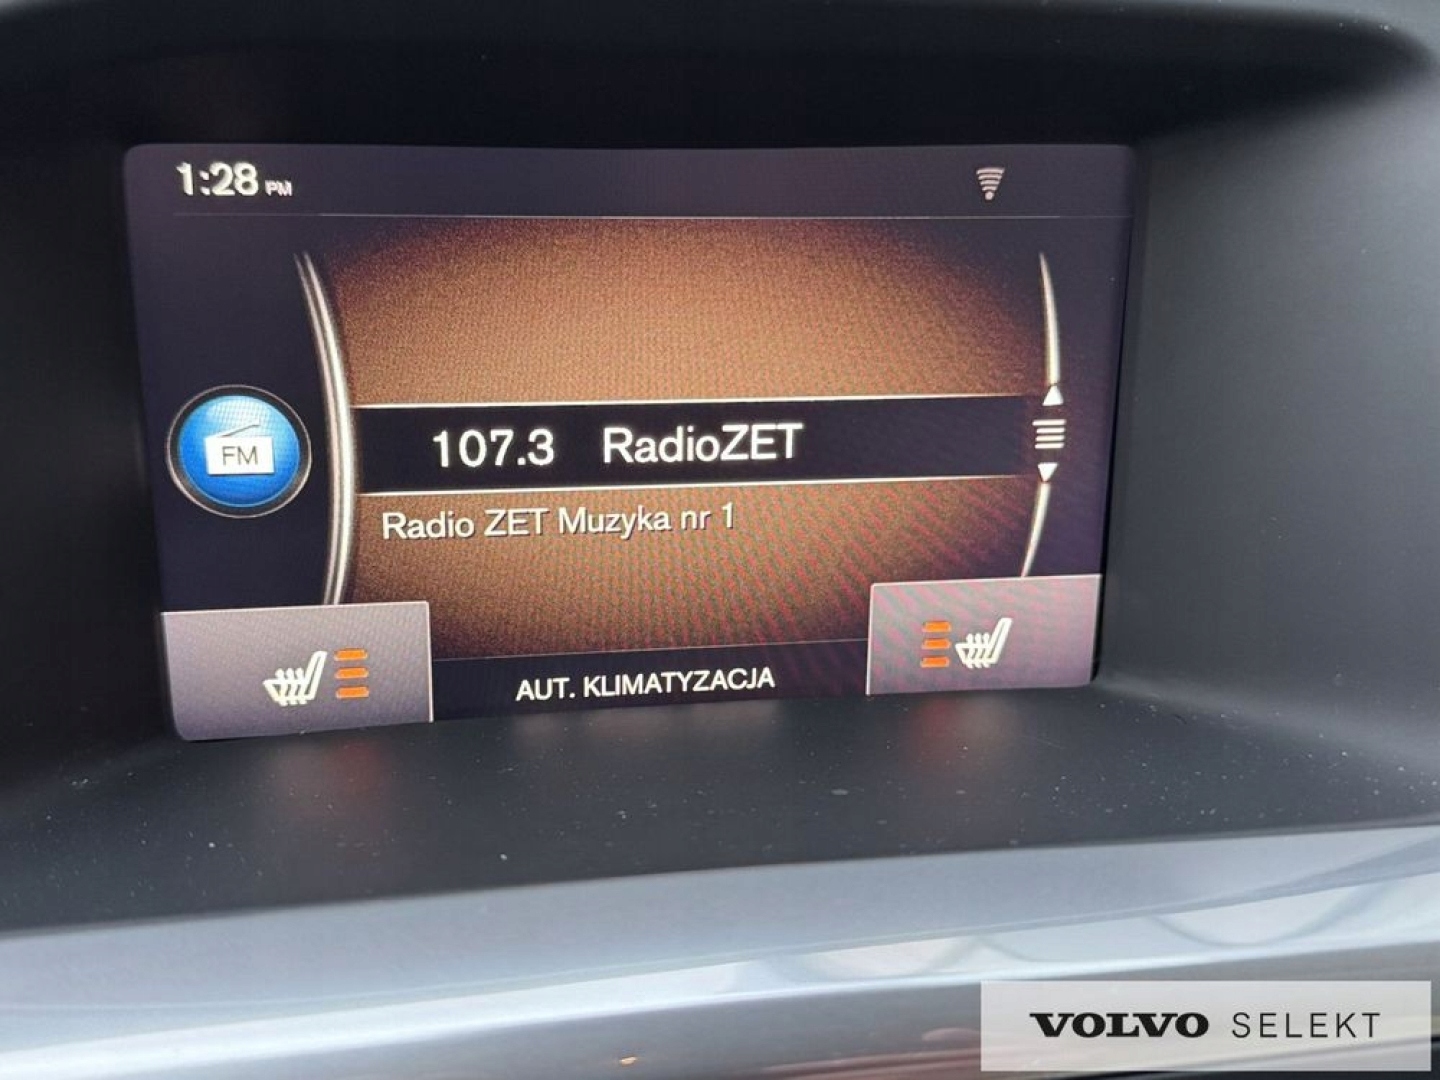 1:28 PM
FM
107.3 RadioZET
Radio ZET Muzyka nr 1
AUT. KLIMATYZACJA
VOLVO SELEKT